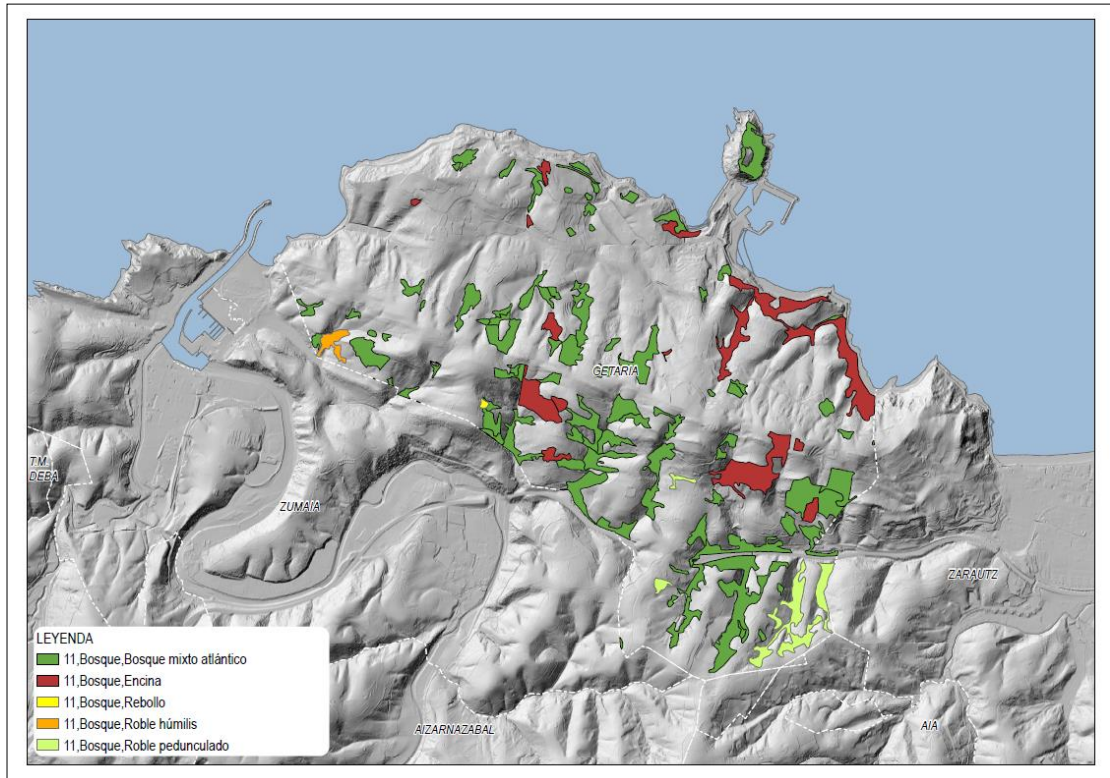 GETARIA
T.M.
DEBA
ZUMAIA
ZARAUTZ
AIZARNAZABAL
AIA
LEYENDA
11,Bosque,Bosque mixto atlántico
11,Bosque,Encina
11,Bosque,Rebollo
11,Bosque,Roble húmilis
11,Bosque,Roble pedunculado